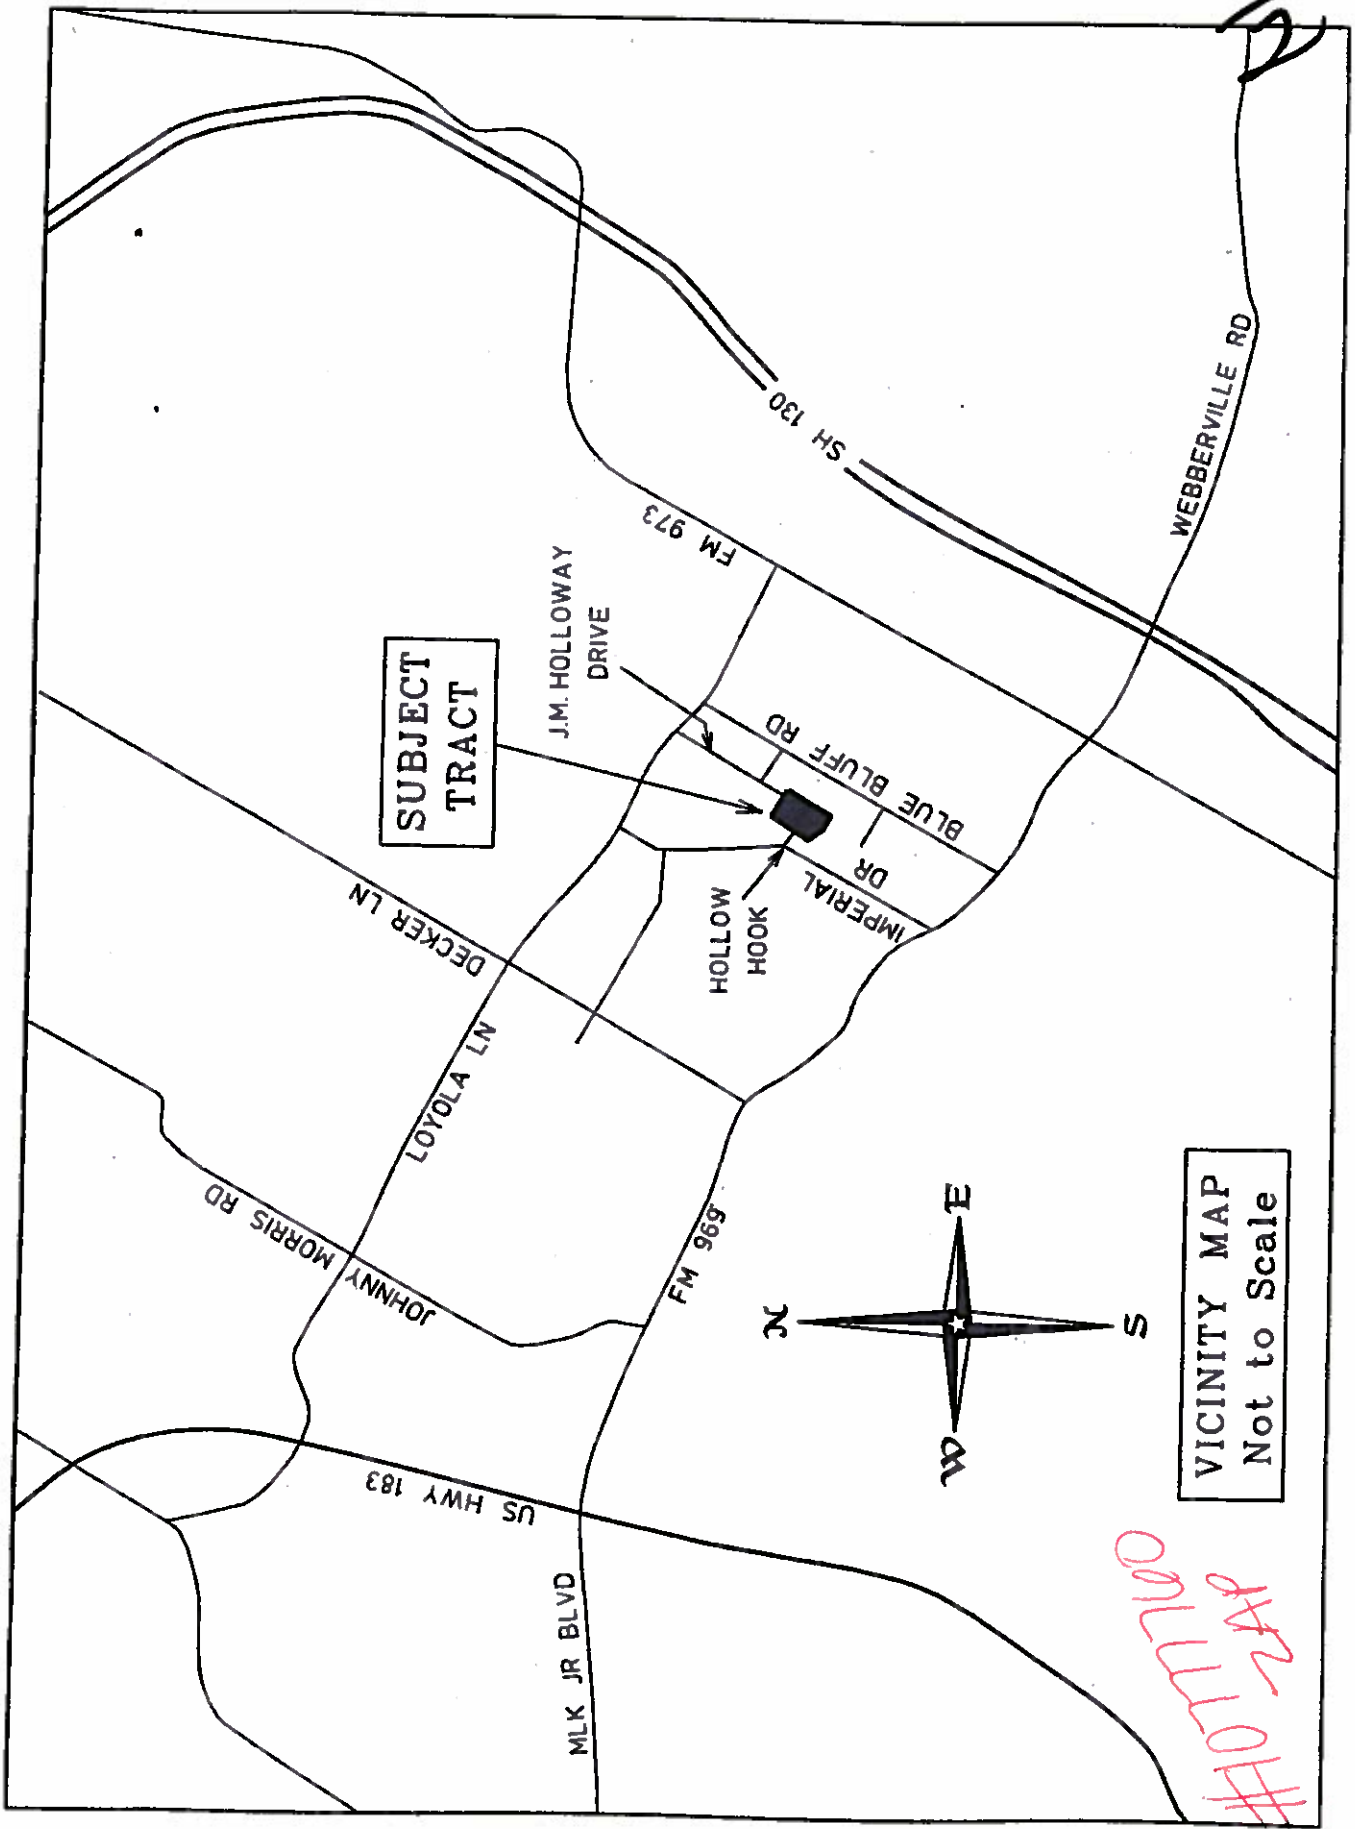 SUBJECT
TRACT
J.M. HOLLOWAY
DRIVE
HOLLOW
HOOK
IMPERIAL
DR
BLUE BLUFF RD
FM 973
SH 130
WEBBERVILLE RD
DECKER LN
LOYOLA LN
JOHNNY MORRIS RD
FM 969
US HWY 183
MLK JR BLVD
N
W
E
S
VICINITY MAP
Not to Scale